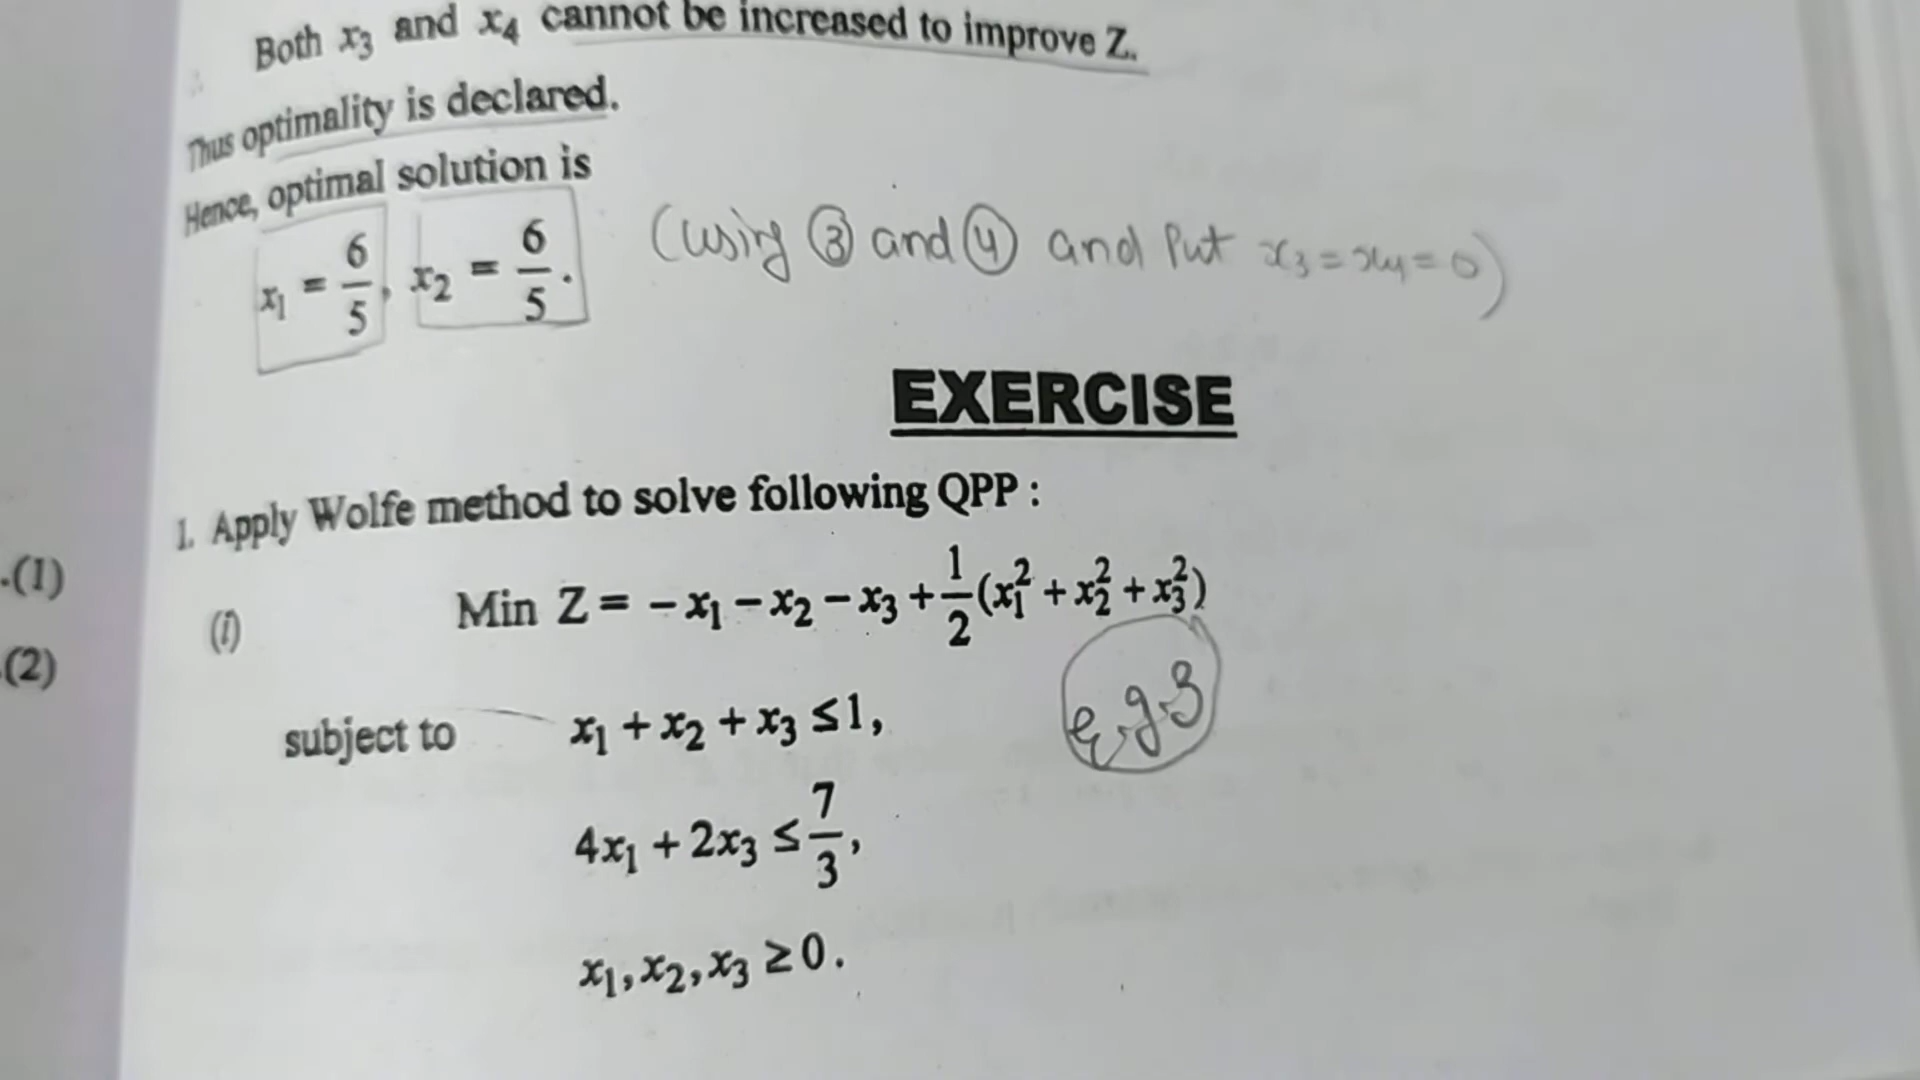 Both x₃ and x₄ cannot be increased to improve Z.
Thus optimality is declared.
Hence, optimal solution is
x₁ = 6/5, x₂ = 6/5. (using ③ and ④ and Put x₃ = x₄ = 0)
EXERCISE
1. Apply Wolfe method to solve following QPP :
.(1)
(i) Min Z = – x₁ – x₂ – x₃ + 1/2 (x₁² + x₂² + x₃²)
.(2)
e.g.3
subject to x₁ + x₂ + x₃ ≤ 1,
4x₁ + 2x₃ ≤ 7/3,
x₁, x₂, x₃ ≥ 0.